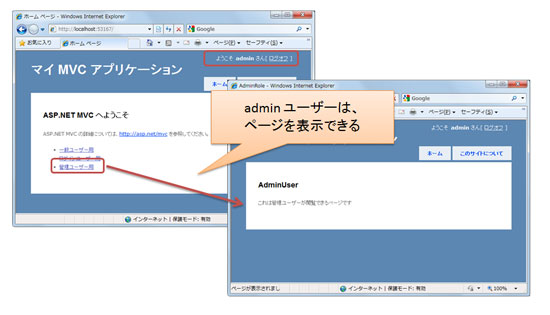 ホーム ページ - Windows Internet Explorer
http://localhost:53167/
Google
お気に入り
ホーム ページ
ページ(P)
セーフティ(S)
ようこそ admin さん[ ログオフ ]
マイ MVC アプリケーション
ホーム
ASP.NET MVC へようこそ
ASP.NET MVC の詳細については、http://asp.net/mvc を参照してください。
一般ユーザー用
管理ユーザー用
インターネット | 保護モード: 有効
admin ユーザーは、
ページを表示できる
AdminRole - Windows Internet Explorer
Google
ページ(P)
セーフティ(S)
ようこそ admin さん[ ログオフ ]
ホーム
このサイトについて
AdminUser
これは管理ユーザーが閲覧できるページです
ページが表示されまし
インターネット | 保護モード: 有効
100%